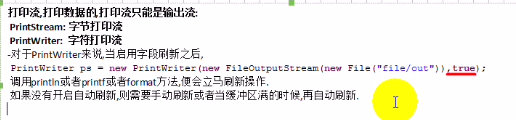 打印流,打印数据的,打印流只能是输出流:
PrintStream: 字节打印流
PrintWriter: 字符打印流
-对于PrintWriter来说,当启用字段刷新之后,
PrintWriter ps = new PrintWriter(new FileOutputStream(new File("file/out")),true);
调用println或者printf或者format方法,便会立马刷新操作.
如果没有开启自动刷新,则需要手动刷新或者当缓冲区满的时候,再自动刷新.